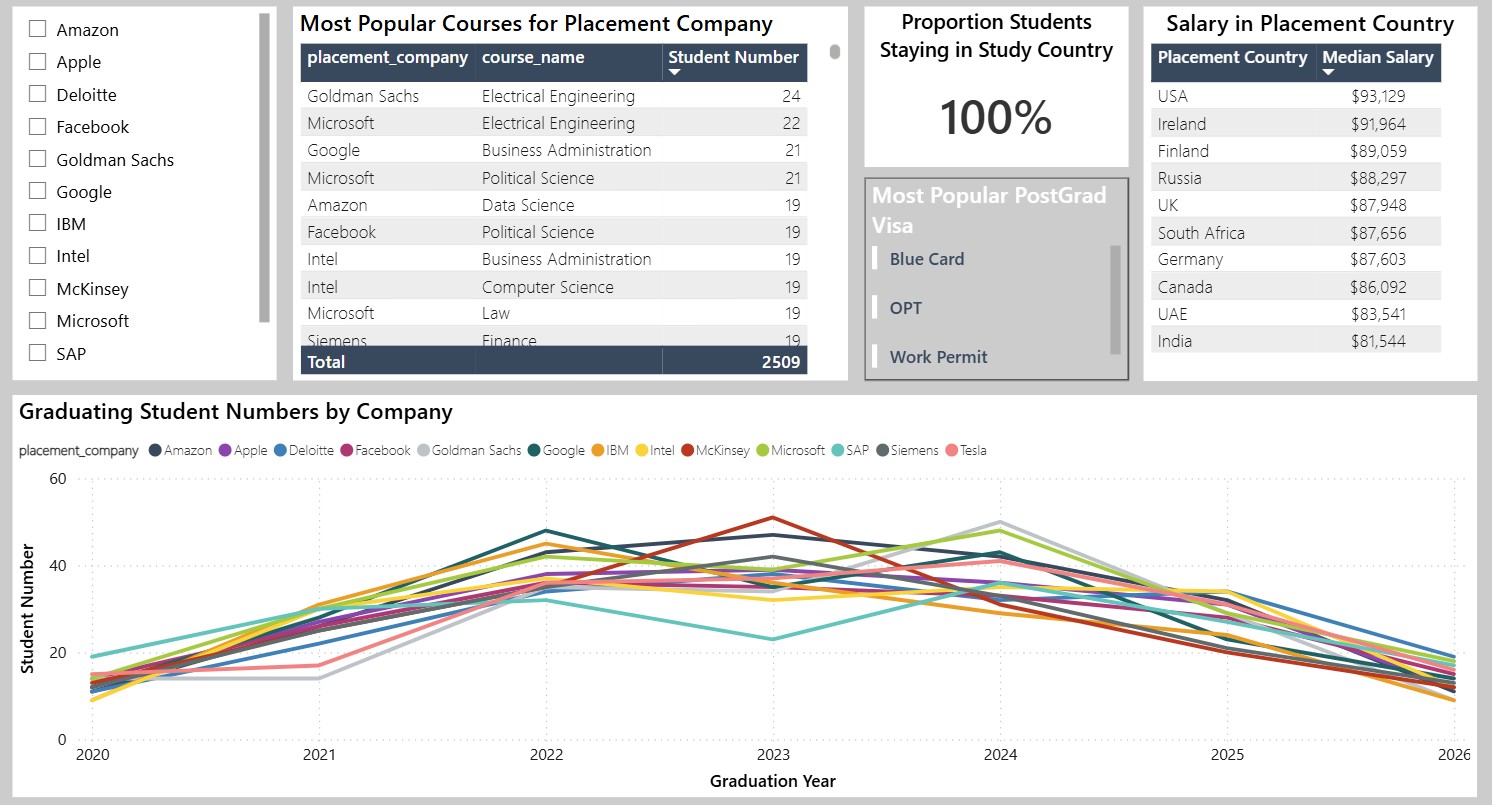 Amazon
Apple
Deloitte
Facebook
Goldman Sachs
Google
IBM
Intel
McKinsey
Microsoft
SAP
Most Popular Courses for Placement Company
placement_company course_name Student Number
Goldman Sachs Electrical Engineering 24
Microsoft Electrical Engineering 22
Google Business Administration 21
Microsoft Political Science 21
Amazon Data Science 19
Facebook Political Science 19
Intel Business Administration 19
Intel Computer Science 19
Microsoft Law 19
Siemens Finance 19
Total 2509
Proportion Students
Staying in Study Country
100%
Most Popular PostGrad
Visa
Blue Card
OPT
Work Permit
Salary in Placement Country
Placement Country Median Salary
USA $93,129
Ireland $91,964
Finland $89,059
Russia $88,297
UK $87,948
South Africa $87,656
Germany $87,603
Canada $86,092
UAE $83,541
India $81,544
Graduating Student Numbers by Company
placement_company Amazon Apple Deloitte Facebook Goldman Sachs Google IBM Intel McKinsey Microsoft SAP Siemens Tesla
Student Number
60
40
20
0
2020 2021 2022 2023 2024 2025 2026
Graduation Year